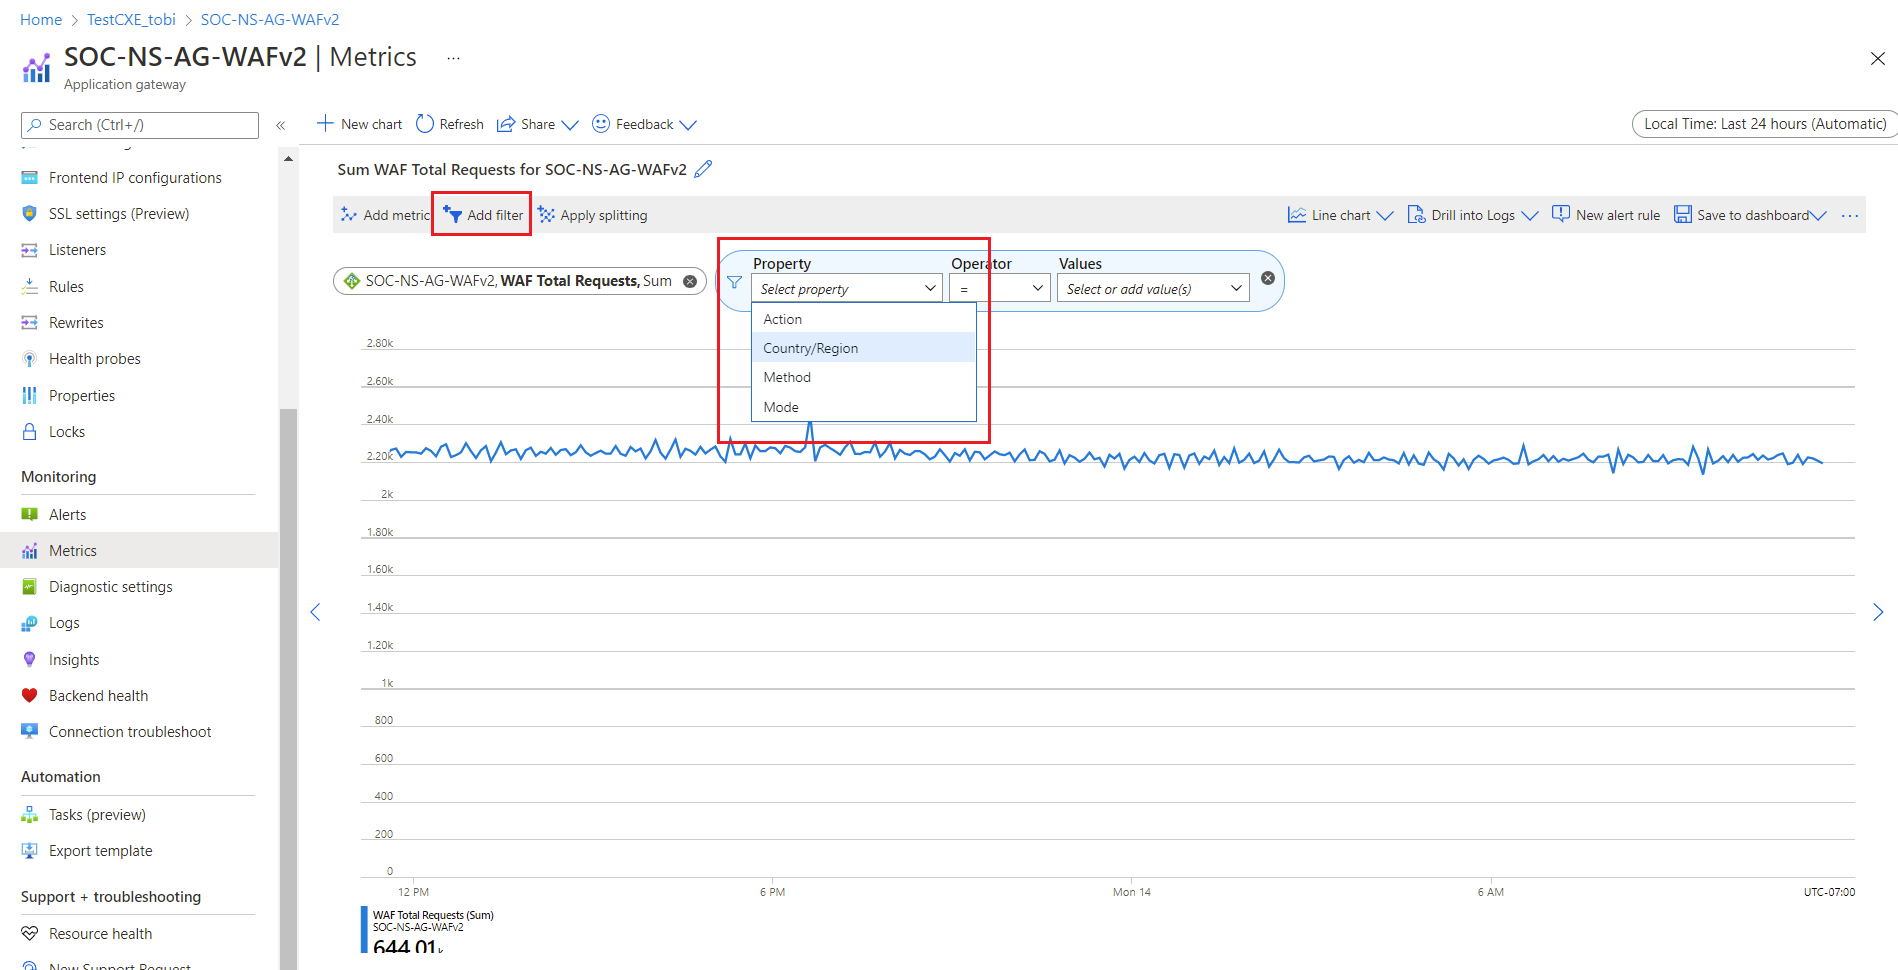 Home > TestCXE_tobi > SOC-NS-AG-WAFv2
SOC-NS-AG-WAFv2 | Metrics ...
Application gateway
Search (Ctrl+/) «
New chart Refresh Share Feedback
Local Time: Last 24 hours (Automatic)
Frontend IP configurations
SSL settings (Preview)
Listeners
Rules
Rewrites
Health probes
Properties
Locks
Monitoring
Alerts
Metrics
Diagnostic settings
Logs
Insights
Backend health
Connection troubleshoot
Automation
Tasks (preview)
Export template
Support + troubleshooting
Resource health
New Support Request
Sum WAF Total Requests for SOC-NS-AG-WAFv2
Add metric Add filter Apply splitting Line chart Drill into Logs New alert rule Save to dashboard ...
SOC-NS-AG-WAFv2, WAF Total Requests, Sum
Property Operator Values
Select property = Select or add value(s)
Action
Country/Region
Method
Mode
2.80k
2.60k
2.40k
2.20k
2k
1.80k
1.60k
1.40k
1.20k
1k
800
600
400
200
0
12 PM 6 PM Mon 14 6 AM UTC-07:00
WAF Total Requests (Sum)
SOC-NS-AG-WAFv2
644.01k